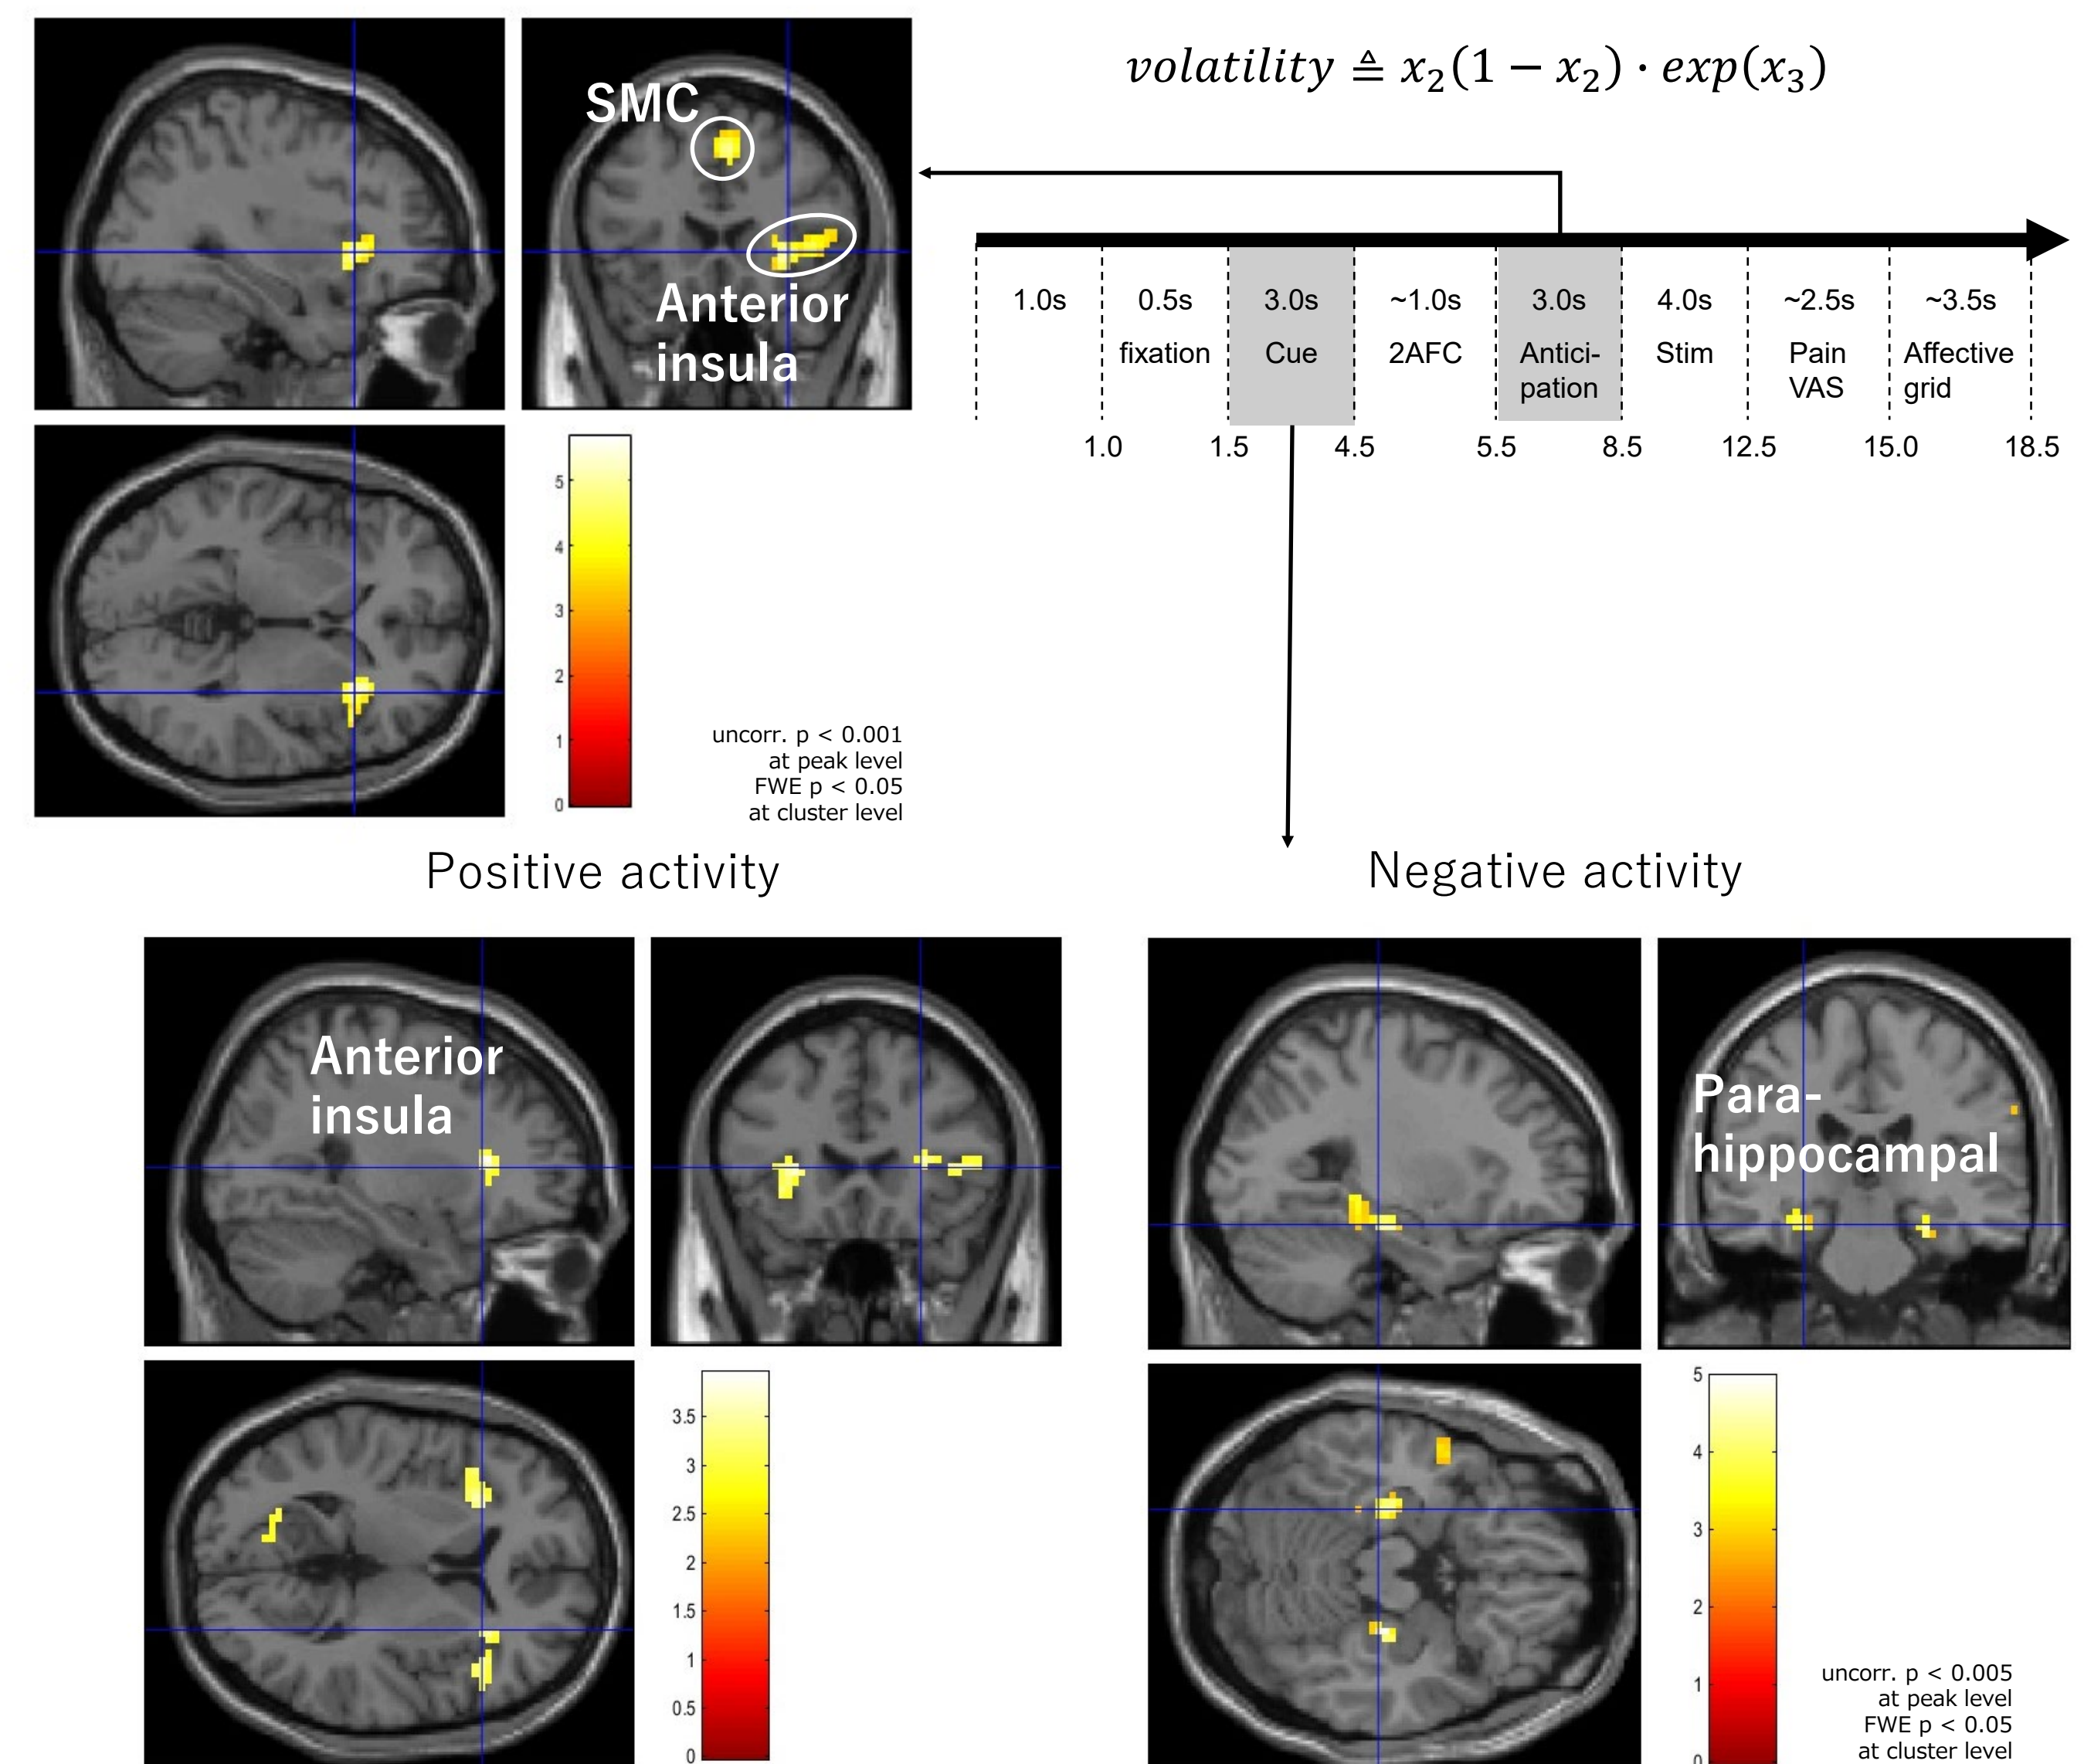 volatility ≜ x₂(1 − x₂) · exp(x₃)
SMC
Anterior
insula
1.0s 0.5s 3.0s ~1.0s 3.0s 4.0s ~2.5s ~3.5s
fixation Cue 2AFC Antici- Stim Pain Affective
pation VAS grid
1.0 1.5 4.5 5.5 8.5 12.5 15.0 18.5
5
4
3
2
1
0
uncorr. p < 0.001
at peak level
FWE p < 0.05
at cluster level
Positive activity
Negative activity
Anterior
insula
Para-
hippocampal
3.5
3
2.5
2
1.5
1
0.5
0
5
4
3
2
1
0
uncorr. p < 0.005
at peak level
FWE p < 0.05
at cluster level